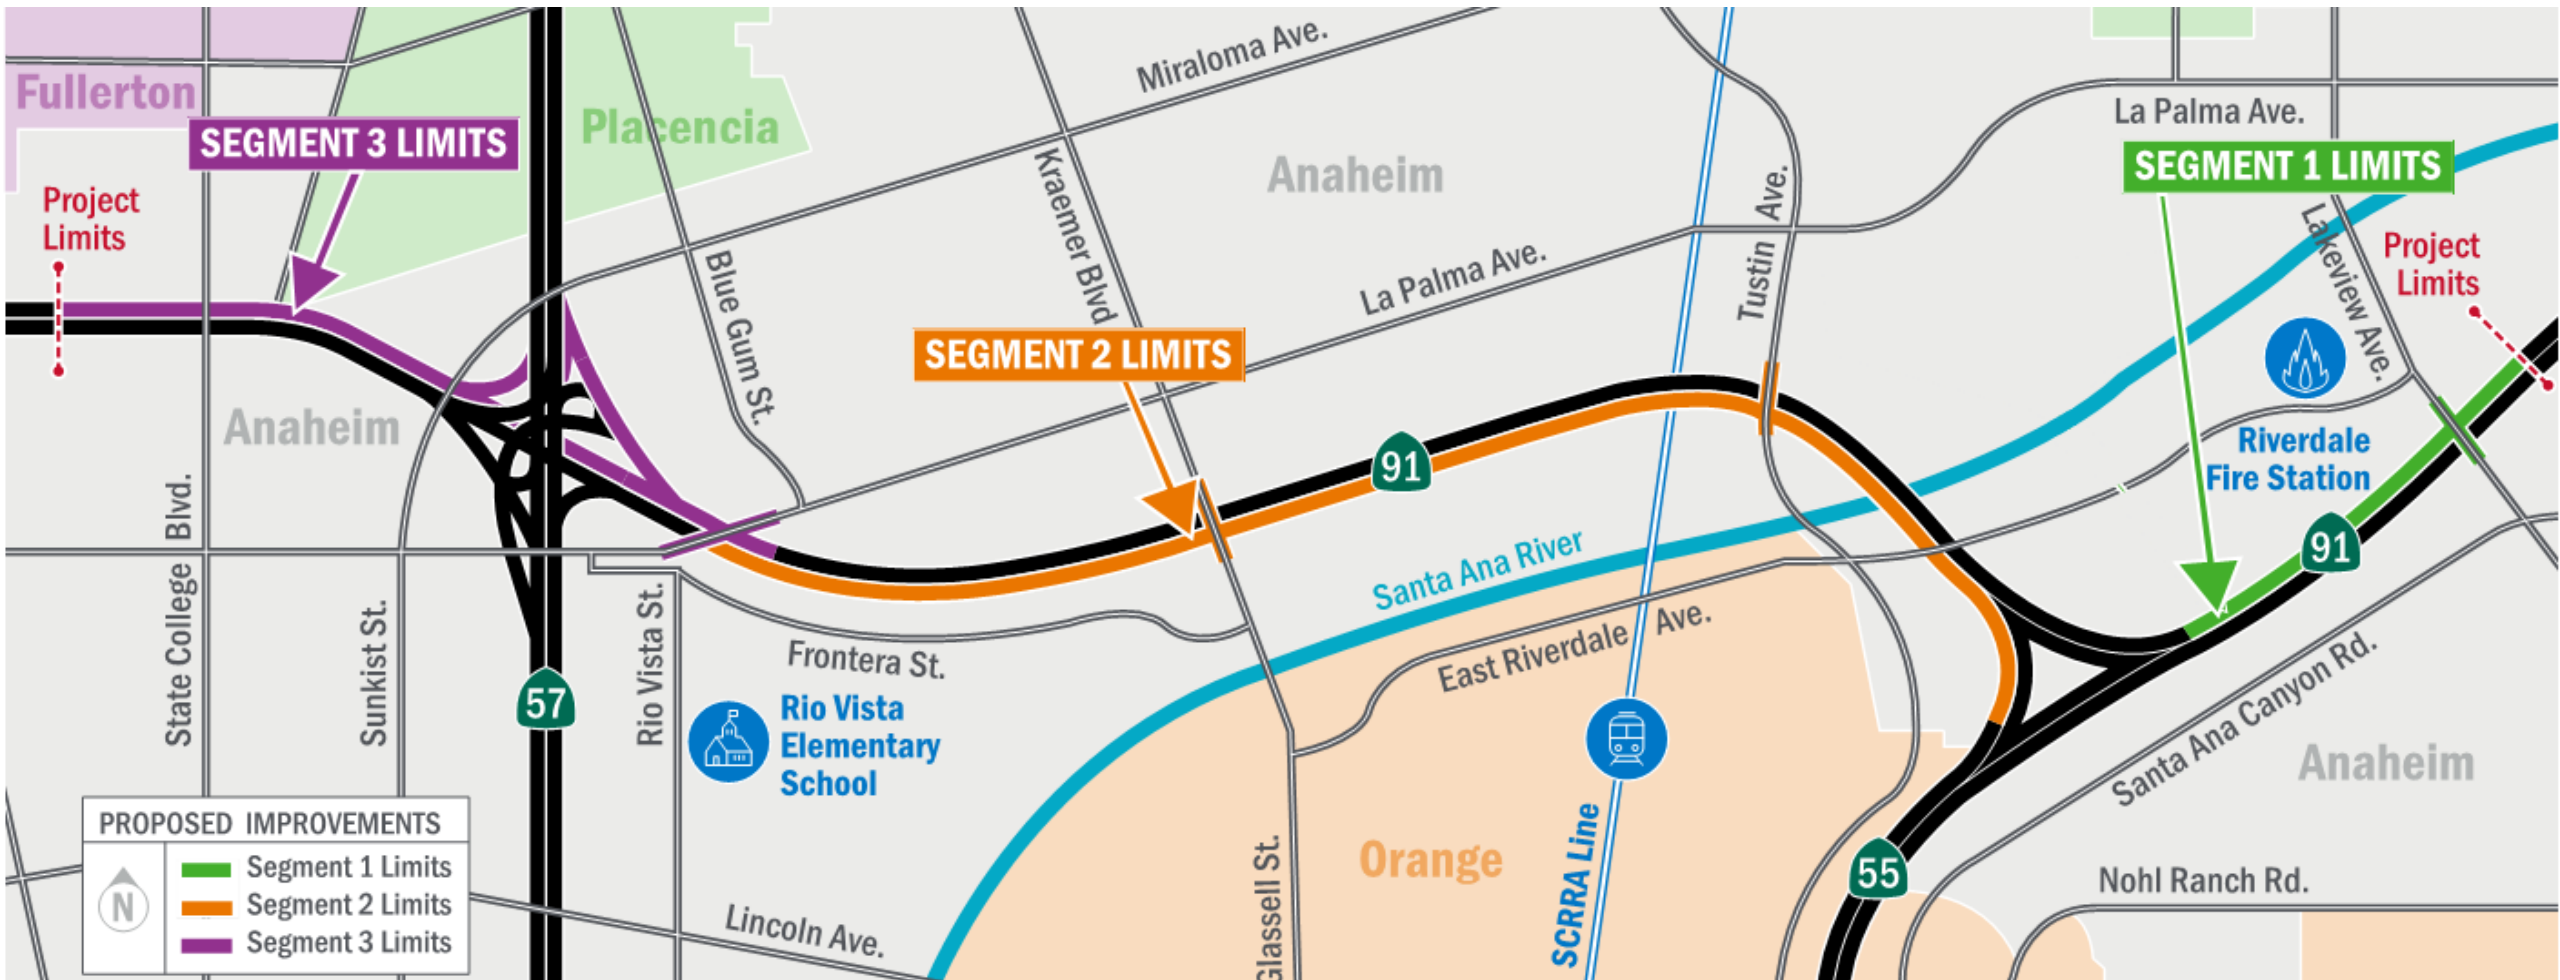 Fullerton
SEGMENT 3 LIMITS
Project
Limits
Placencia
Miraloma Ave.
Anaheim
Kraemer Blvd
Blue Gum St.
La Palma Ave.
SEGMENT 1 LIMITS
Tustin Ave.
La Palma Ave.
Lakeview Ave.
Project
Limits
SEGMENT 2 LIMITS
Anaheim
91
Riverdale
Fire Station
91
State College Blvd.
Sunkist St.
57
Rio Vista St.
Frontera St.
Santa Ana River
East Riverdale Ave.
Rio Vista
Elementary
School
Santa Ana Canyon Rd.
Anaheim
PROPOSED IMPROVEMENTS
N
Segment 1 Limits
Segment 2 Limits
Segment 3 Limits
Lincoln Ave.
Glassell St.
Orange
SCRRA Line
55
Nohl Ranch Rd.